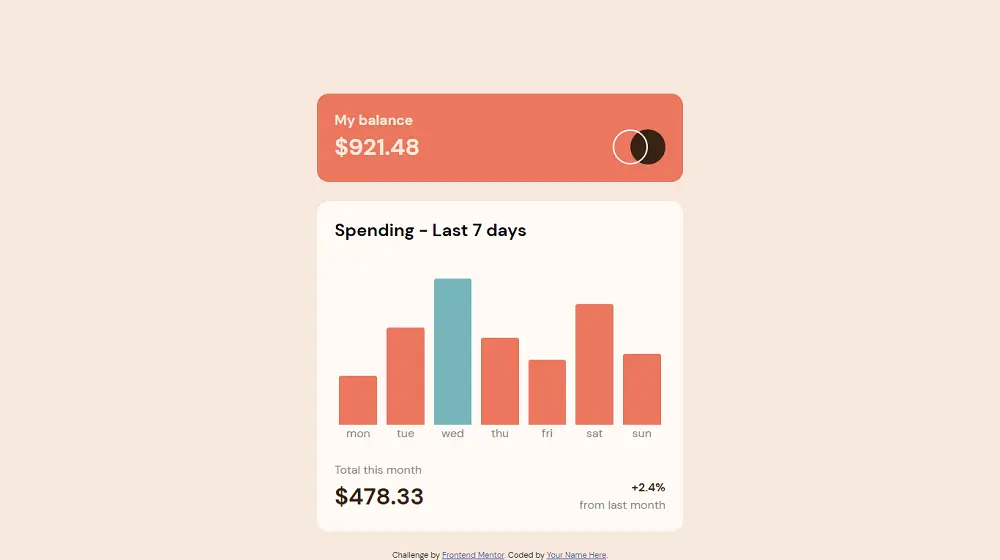 My balance
$921.48
Spending - Last 7 days
mon tue wed thu fri sat sun
Total this month
$478.33
+2.4%
from last month
Challenge by Frontend Mentor. Coded by Your Name Here.